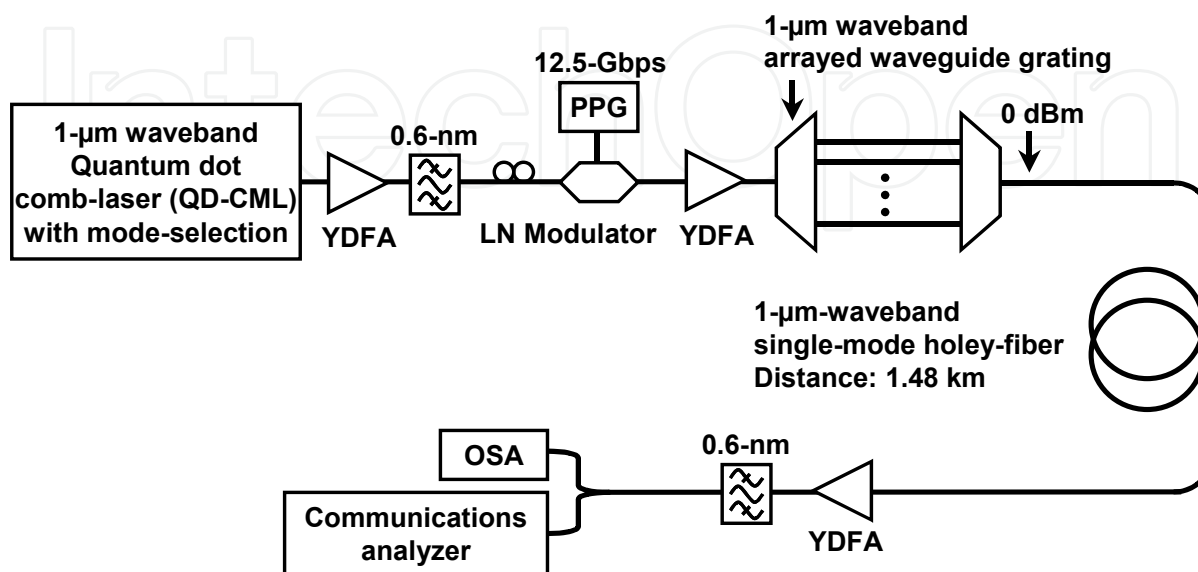 IntechOpen
1-µm waveband
arrayed waveguide grating
12.5-Gbps
PPG
0 dBm
1-µm waveband
Quantum dot
comb-laser (QD-CML)
with mode-selection
0.6-nm
YDFA
LN Modulator
YDFA
1-µm-waveband
single-mode holey-fiber
Distance: 1.48 km
OSA
0.6-nm
Communications
analyzer
YDFA